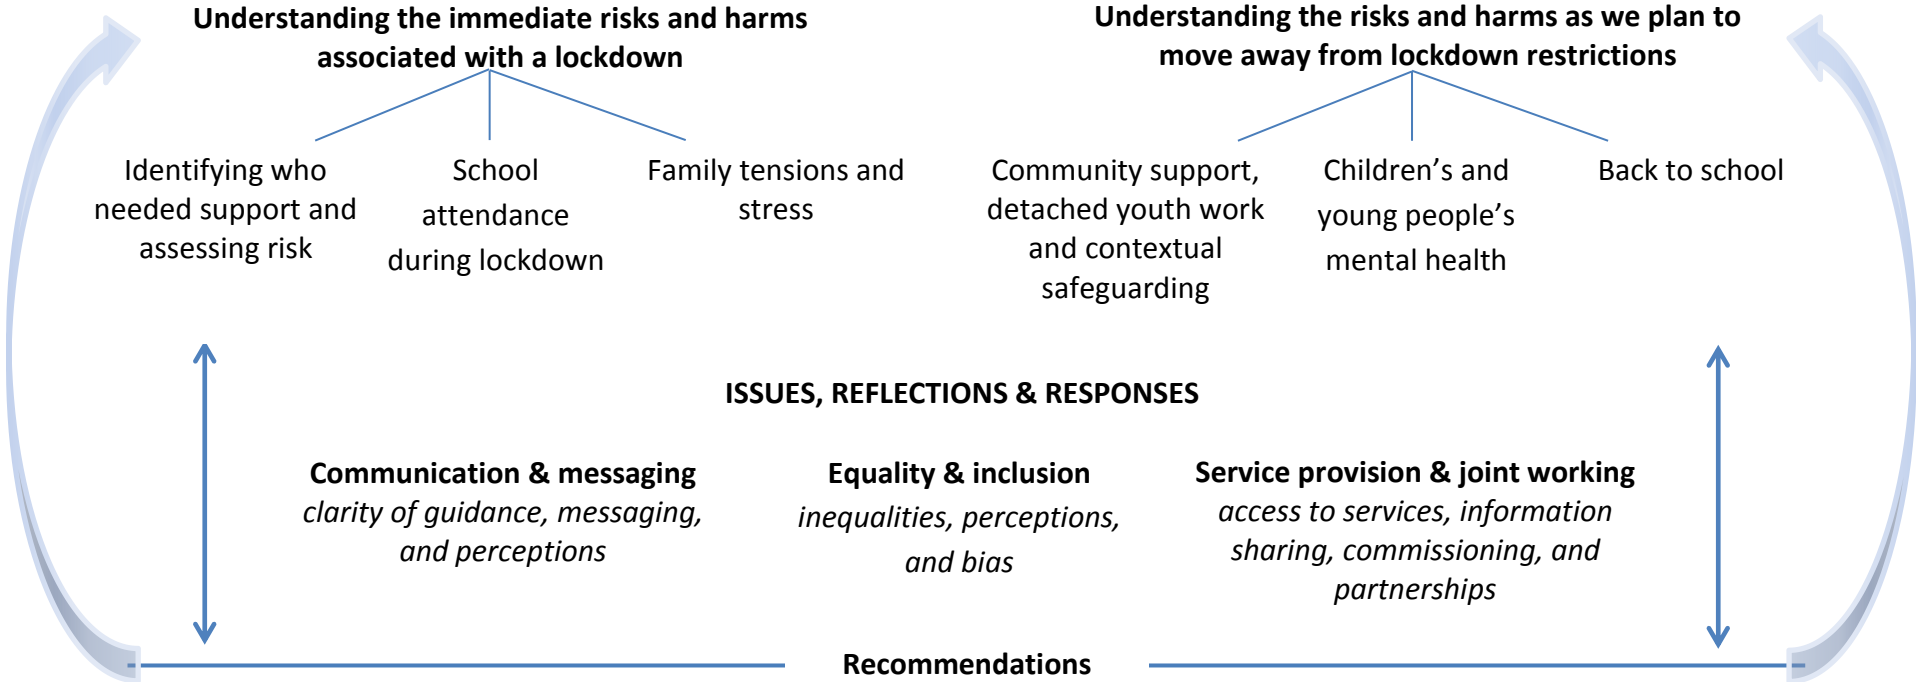 Understanding the immediate risks and harms
associated with a lockdown
Identifying who
needed support and
assessing risk
School
attendance
during lockdown
Family tensions and
stress
Understanding the risks and harms as we plan to
move away from lockdown restrictions
Community support,
detached youth work
and contextual
safeguarding
Children’s and
young people’s
mental health
Back to school
ISSUES, REFLECTIONS & RESPONSES
Communication & messaging
clarity of guidance, messaging,
and perceptions
Equality & inclusion
inequalities, perceptions,
and bias
Service provision & joint working
access to services, information
sharing, commissioning, and
partnerships
Recommendations